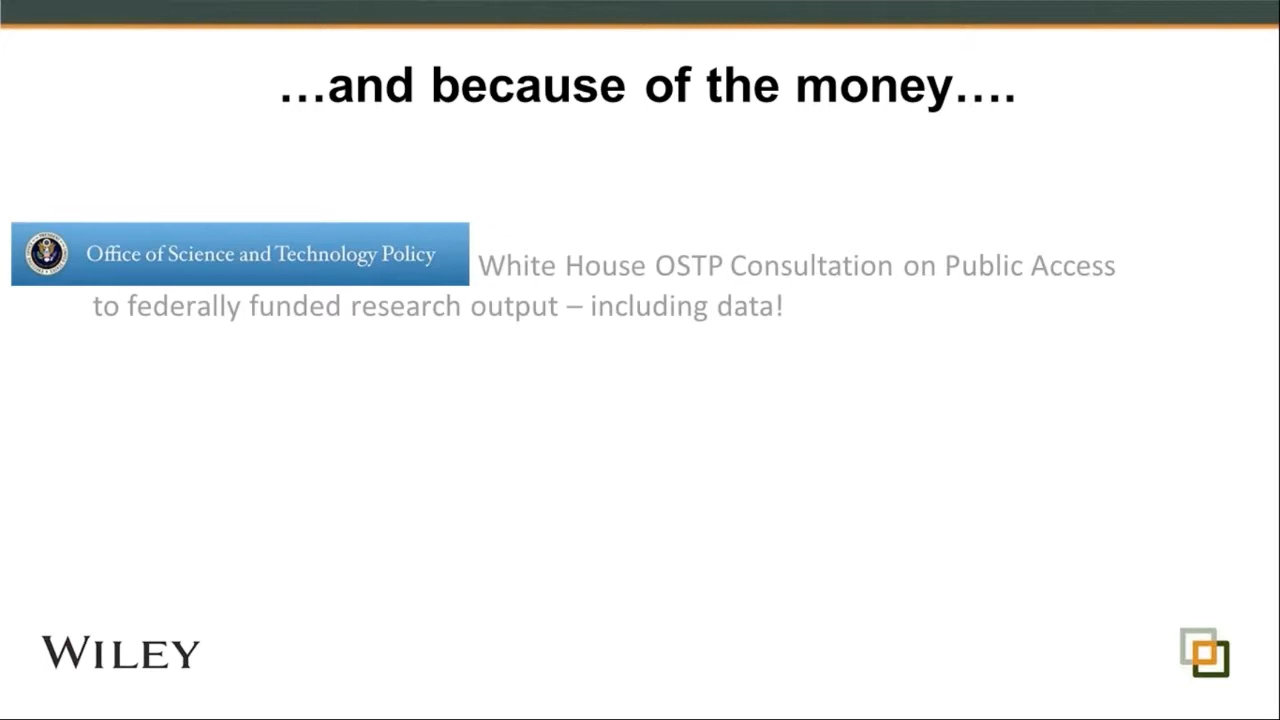 …and because of the money….
Office of Science and Technology Policy
White House OSTP Consultation on Public Access
to federally funded research output – including data!
WILEY